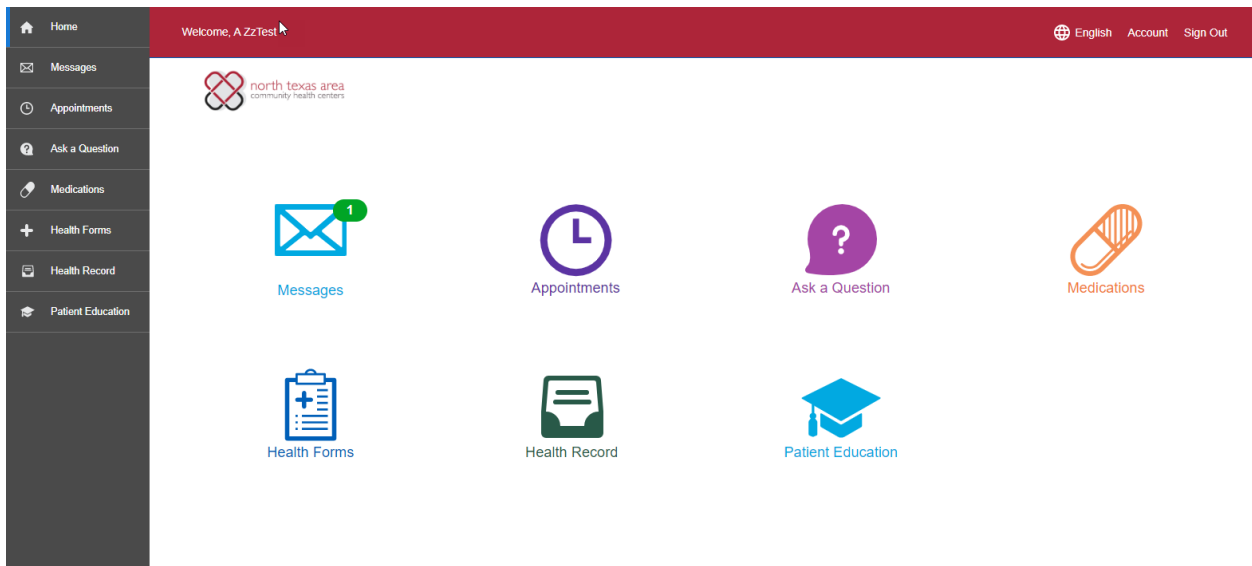 Home
Welcome, A ZzTest
English
Account
Sign Out
Messages
Appointments
Ask a Question
Medications
Health Forms
Health Record
Patient Education
north texas area
community health centers
1
?
Messages
Appointments
Ask a Question
Medications
Health Forms
Health Record
Patient Education